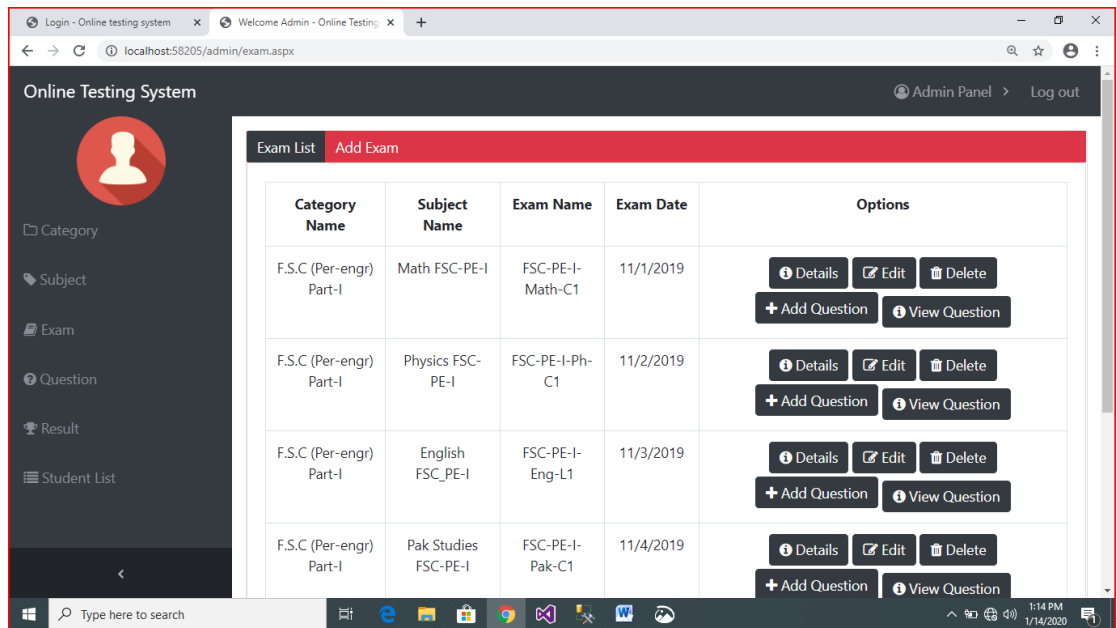 Login - Online testing system
Welcome Admin - Online Testing
localhost:58205/admin/exam.aspx
Online Testing System
Admin Panel > Log out
Category
Subject
Exam
Question
Result
Student List
Exam List Add Exam
Category Name Subject Name Exam Name Exam Date Options
F.S.C (Per-engr) Math FSC-PE-I FSC-PE-I- 11/1/2019 Details Edit Delete
Part-I Math-C1
Add Question View Question
F.S.C (Per-engr) Physics FSC- FSC-PE-I-Ph- 11/2/2019 Details Edit Delete
Part-I PE-I C1
Add Question View Question
F.S.C (Per-engr) English FSC-PE-I- 11/3/2019 Details Edit Delete
Part-I FSC_PE-I Eng-L1
Add Question View Question
F.S.C (Per-engr) Pak Studies FSC-PE-I- 11/4/2019 Details Edit Delete
Part-I FSC-PE-I Pak-C1
Add Question View Question
Type here to search
1:14 PM
1/14/2020